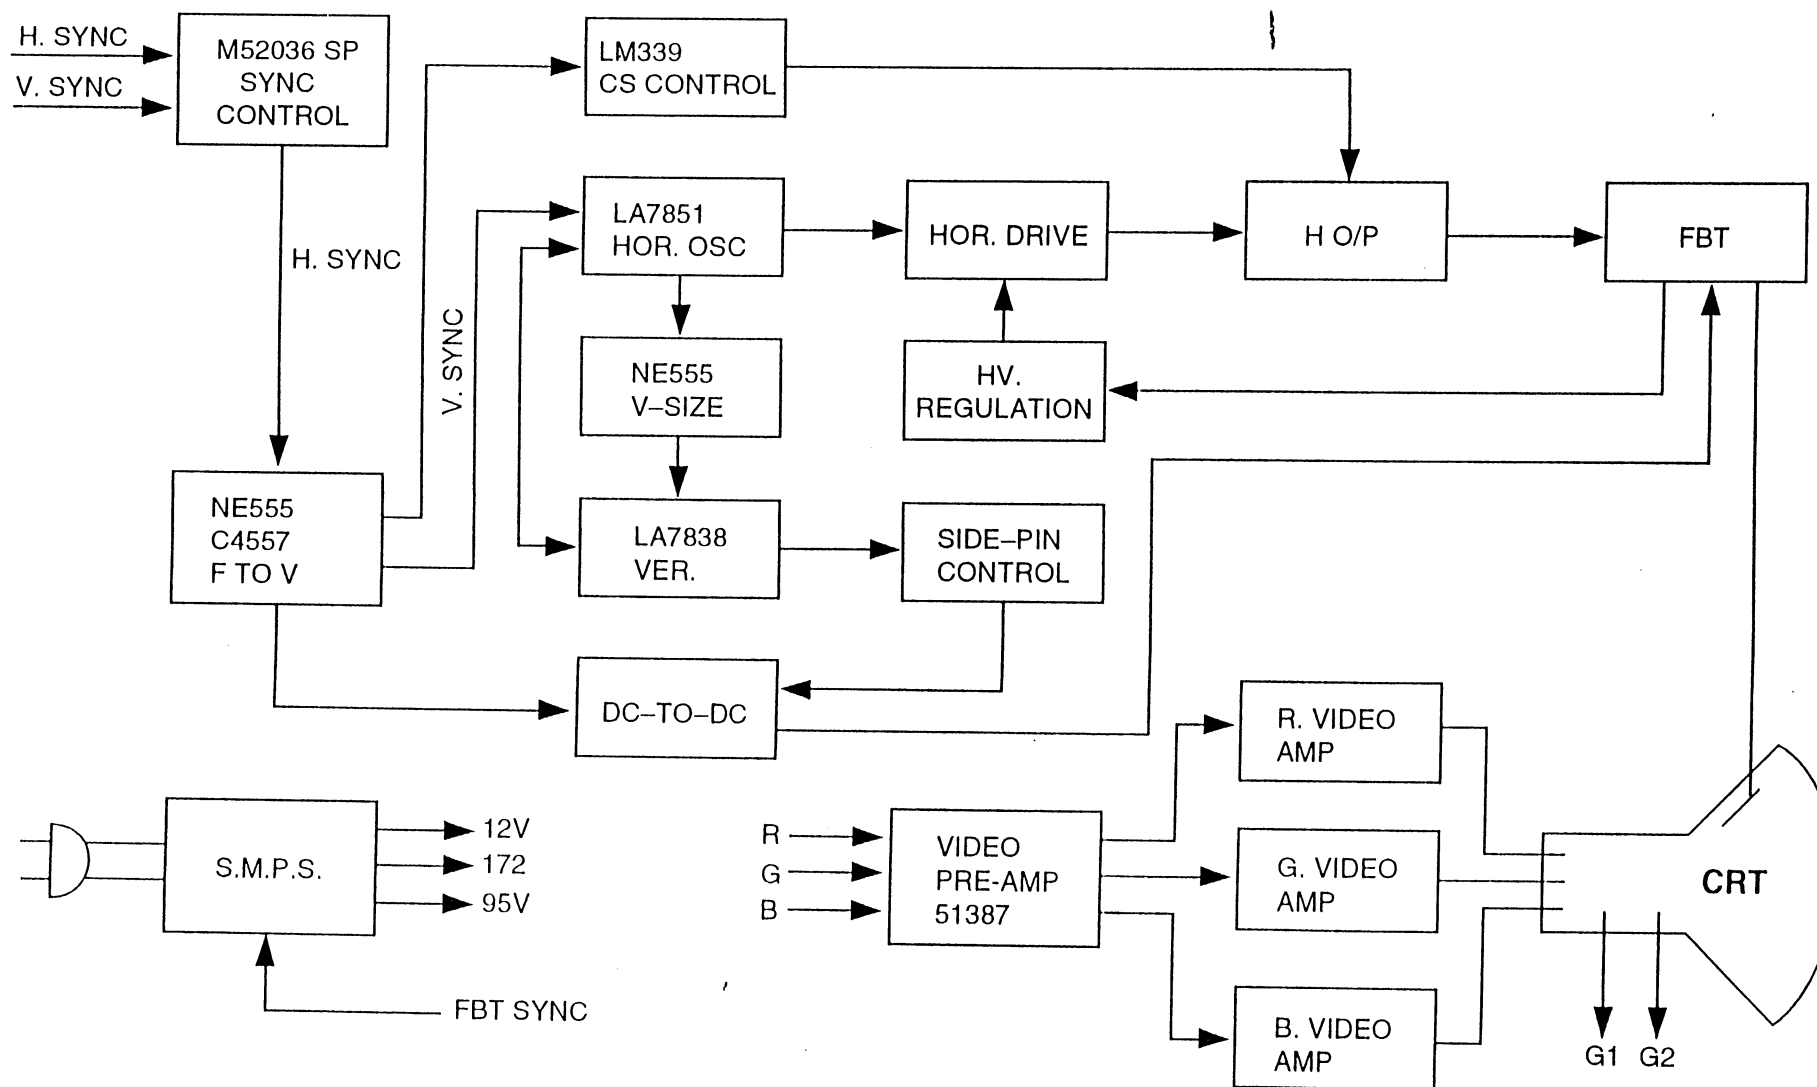 H. SYNC
V. SYNC
M52036 SP
SYNC
CONTROL
LM339
CS CONTROL
H. SYNC
V. SYNC
LA7851
HOR. OSC
HOR. DRIVE
H O/P
FBT
NE555
V–SIZE
HV.
REGULATION
NE555
C4557
F TO V
LA7838
VER.
SIDE–PIN
CONTROL
DC–TO–DC
S.M.P.S.
12V
172
95V
FBT SYNC
R
G
B
VIDEO
PRE-AMP
51387
R. VIDEO
AMP
G. VIDEO
AMP
B. VIDEO
AMP
CRT
G1
G2